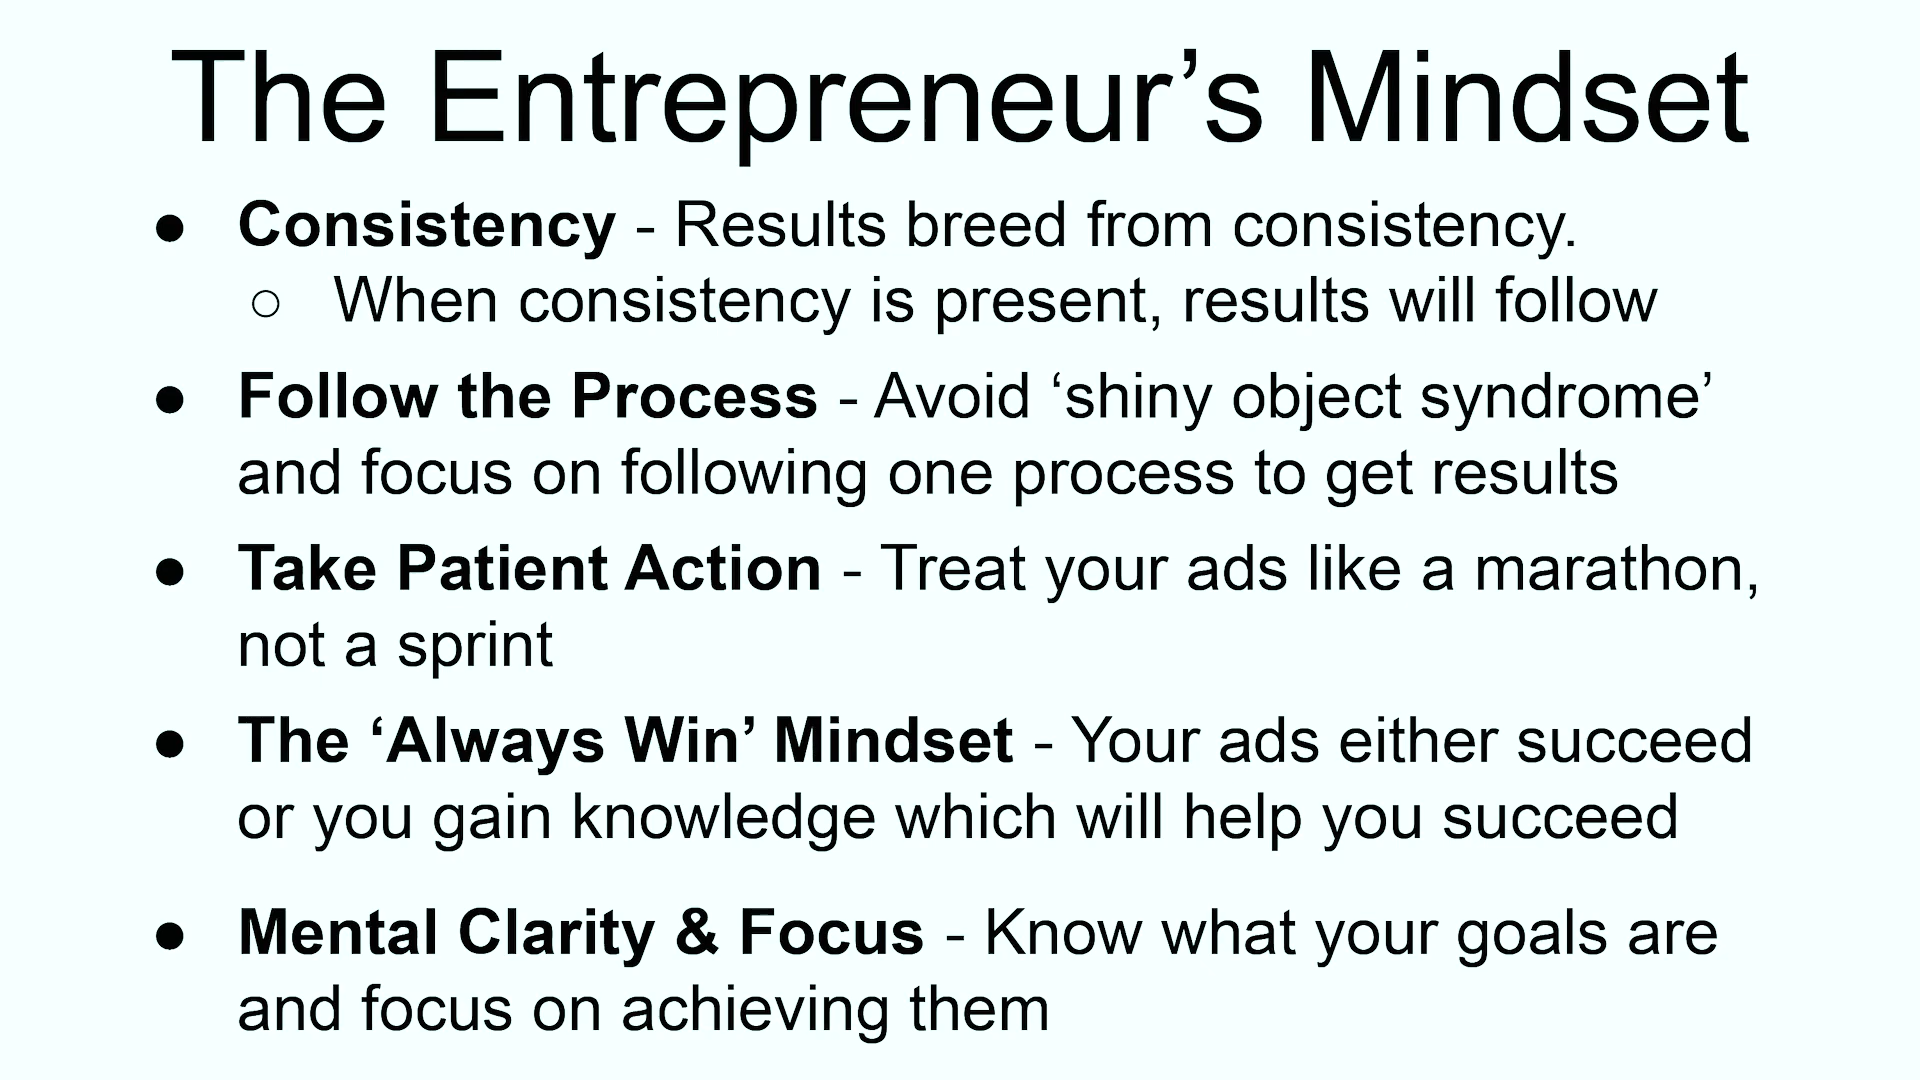 The Entrepreneur’s Mindset
● Consistency - Results breed from consistency.
○ When consistency is present, results will follow
● Follow the Process - Avoid ‘shiny object syndrome’
and focus on following one process to get results
● Take Patient Action - Treat your ads like a marathon,
not a sprint
● The ‘Always Win’ Mindset - Your ads either succeed
or you gain knowledge which will help you succeed
● Mental Clarity & Focus - Know what your goals are
and focus on achieving them